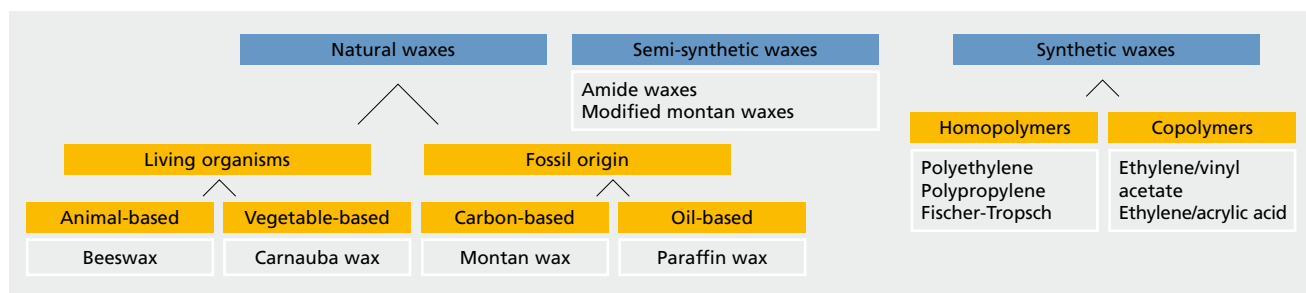 Natural waxes
Semi-synthetic waxes
Synthetic waxes
Amide waxes
Modified montan waxes
Homopolymers
Copolymers
Living organisms
Fossil origin
Polyethylene
Polypropylene
Fischer-Tropsch
Ethylene/vinyl
acetate
Ethylene/acrylic acid
Animal-based
Vegetable-based
Carbon-based
Oil-based
Beeswax
Carnauba wax
Montan wax
Paraffin wax